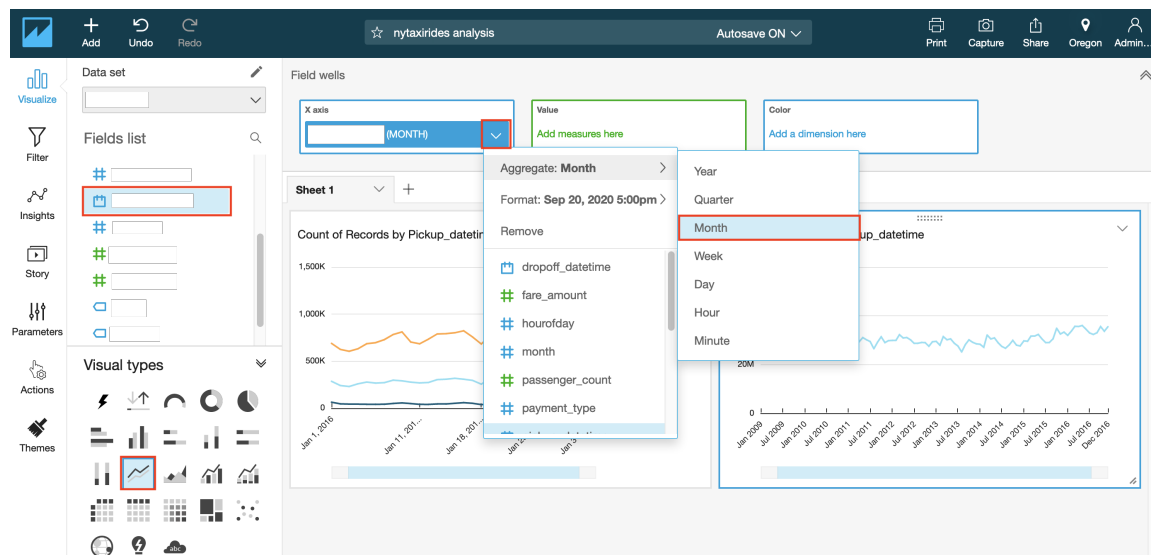 Add
Undo
Redo
nytaxirides analysis
Autosave ON
Print
Capture
Share
Oregon
Admin...
Visualize
Filter
Insights
Story
Parameters
Actions
Themes
Data set
Fields list
Visual types
abc
Field wells
X axis
(MONTH)
Value
Add measures here
Color
Add a dimension here
Sheet 1
Aggregate: Month
Format: Sep 20, 2020 5:00pm
Remove
dropoff_datetime
fare_amount
hourofday
month
passenger_count
payment_type
Year
Quarter
Month
Week
Day
Hour
Minute
Count of Records by Pickup_datetim
1,500K
1,000K
500K
0
Jan 1, 2016
Jan 11, 201...
Jan 18, 201...
up_datetime
20M
0
Jan 2009
Jul 2009
Jan 2010
Jul 2010
Jan 2011
Jul 2011
Jan 2012
Jul 2012
Jan 2013
Jul 2013
Jan 2014
Jul 2014
Jan 2015
Jul 2015
Jan 2016
Jul 2016
Dec 2016